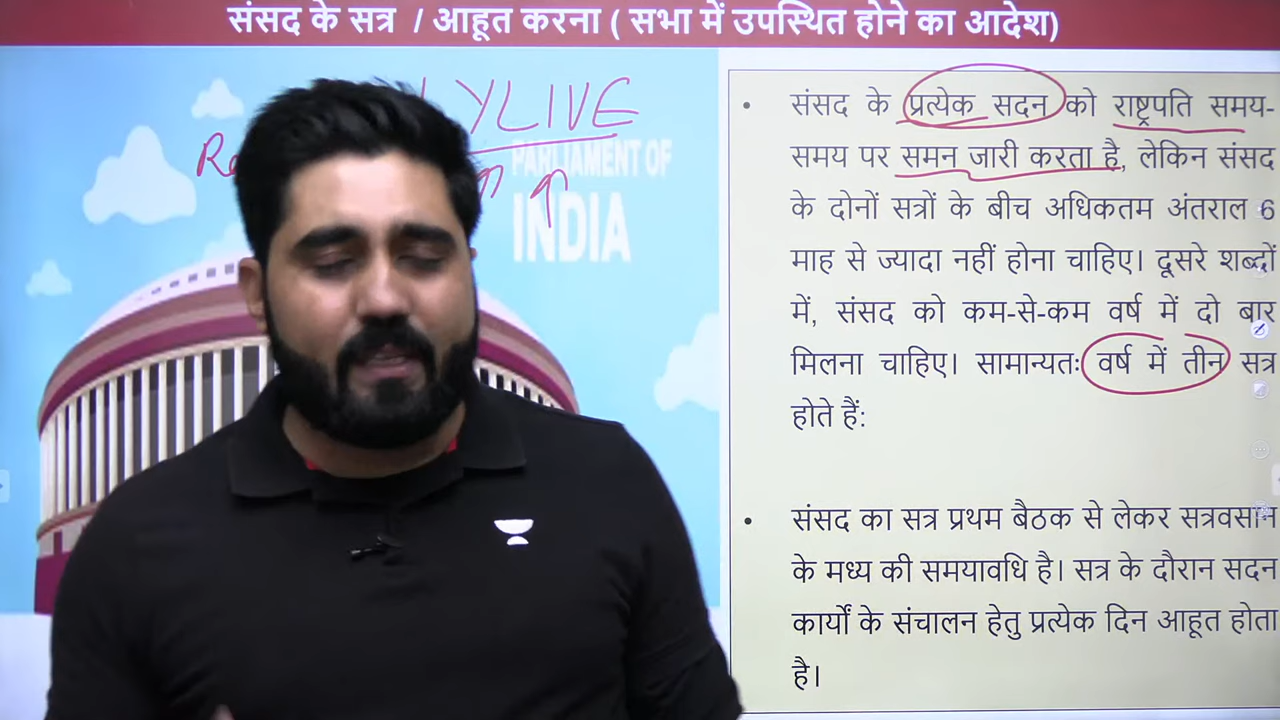 संसद के सत्र / आहूत करना ( सभा में उपस्थित होने का आदेश)
YLIVE
Re
PARLIAMENT OF
INDIA
• संसद के प्रत्येक सदन को राष्ट्रपति समय-
समय पर समन जारी करता है, लेकिन संसद
के दोनों सत्रों के बीच अधिकतम अंतराल 6
माह से ज्यादा नहीं होना चाहिए। दूसरे शब्दों
में, संसद को कम-से-कम वर्ष में दो बार
मिलना चाहिए। सामान्यतः वर्ष में तीन सत्र
होते हैं:
• संसद का सत्र प्रथम बैठक से लेकर सत्रवसान
के मध्य की समयावधि है। सत्र के दौरान सदन
कार्यों के संचालन हेतु प्रत्येक दिन आहूत होता
है।